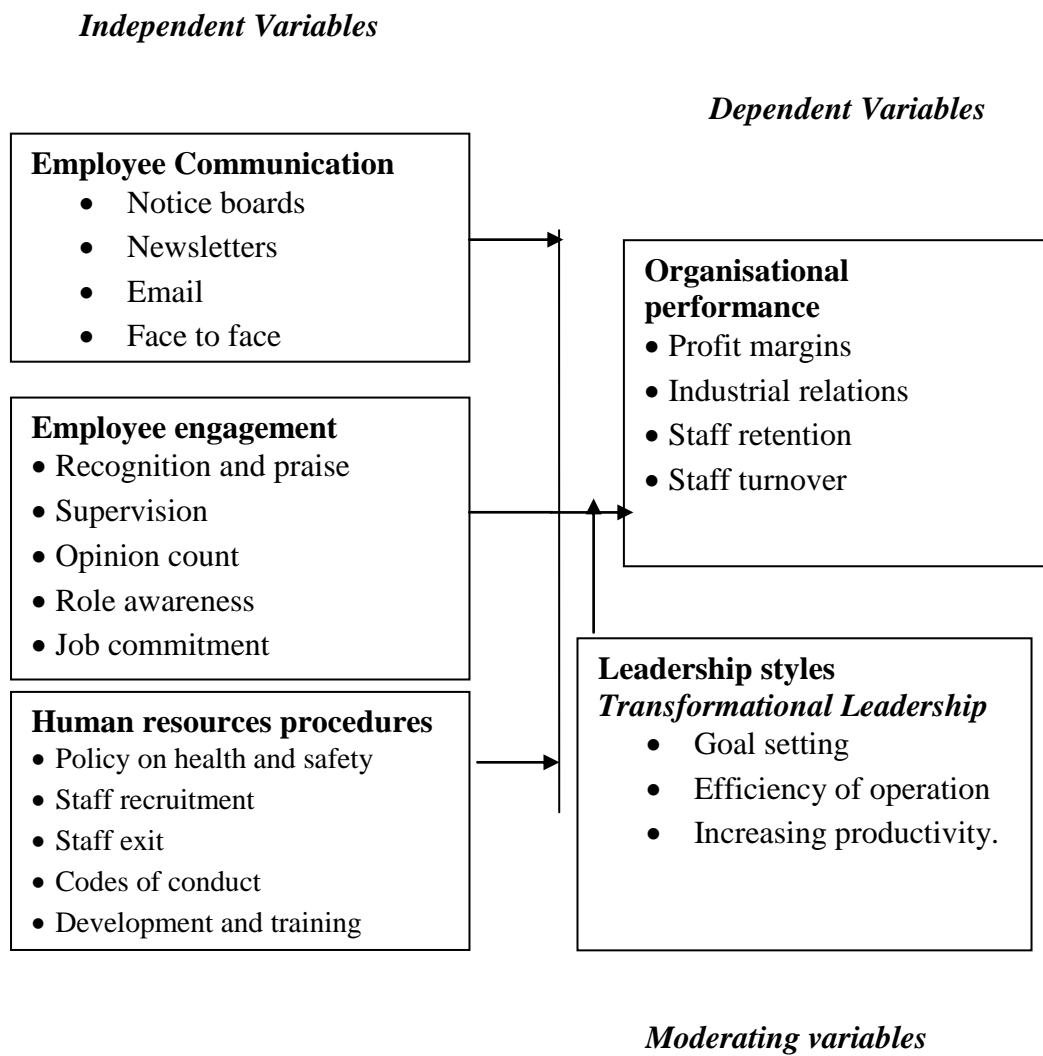 Independent Variables
Dependent Variables
Employee Communication
• Notice boards
• Newsletters
• Email
• Face to face
Employee engagement
• Recognition and praise
• Supervision
• Opinion count
• Role awareness
• Job commitment
Human resources procedures
• Policy on health and safety
• Staff recruitment
• Staff exit
• Codes of conduct
• Development and training
Organisational
performance
• Profit margins
• Industrial relations
• Staff retention
• Staff turnover
Leadership styles
Transformational Leadership
• Goal setting
• Efficiency of operation
• Increasing productivity.
Moderating variables